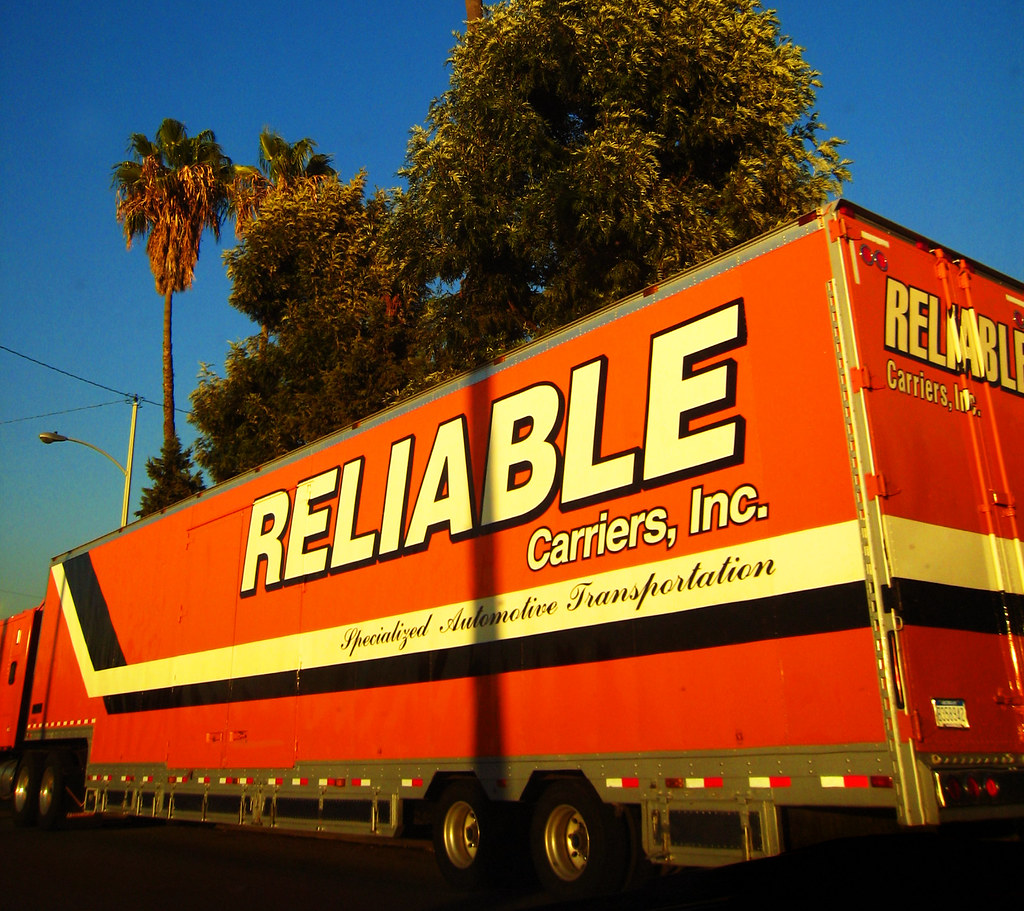 RELIABLE
Carriers, Inc.
Specialized Automotive Transportation
RELIABLE
Carriers, Inc.